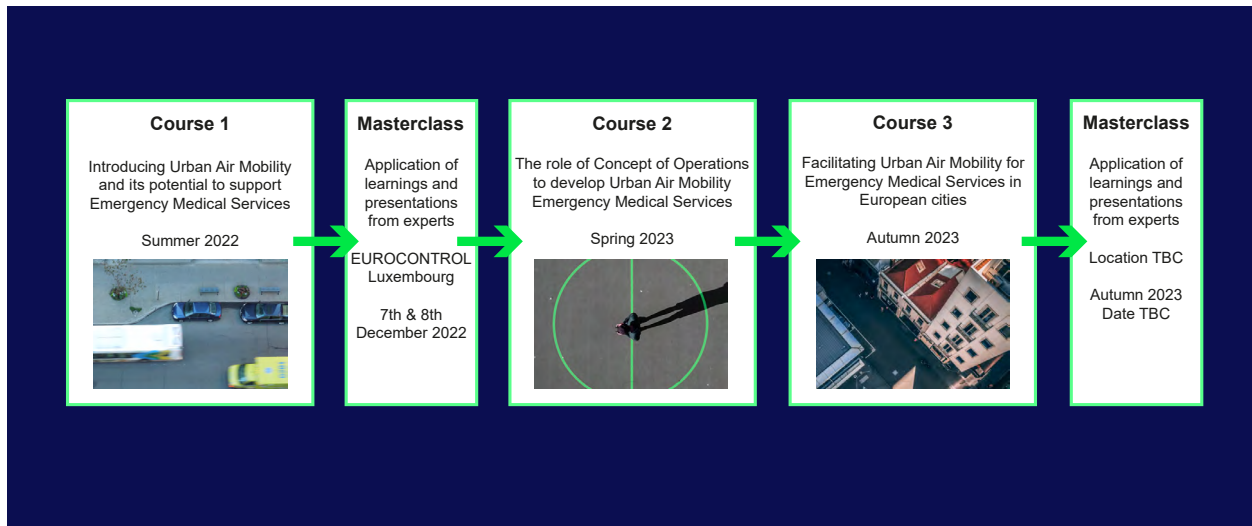 Course 1
Introducing Urban Air Mobility
and its potential to support
Emergency Medical Services
Summer 2022
Masterclass
Application of
learnings and
presentations
from experts
EUROCONTROL
Luxembourg
7th & 8th
December 2022
Course 2
The role of Concept of Operations
to develop Urban Air Mobility
Emergency Medical Services
Spring 2023
Course 3
Facilitating Urban Air Mobility for
Emergency Medical Services in
European cities
Autumn 2023
Masterclass
Application of
learnings and
presentations
from experts
Location TBC
Autumn 2023
Date TBC